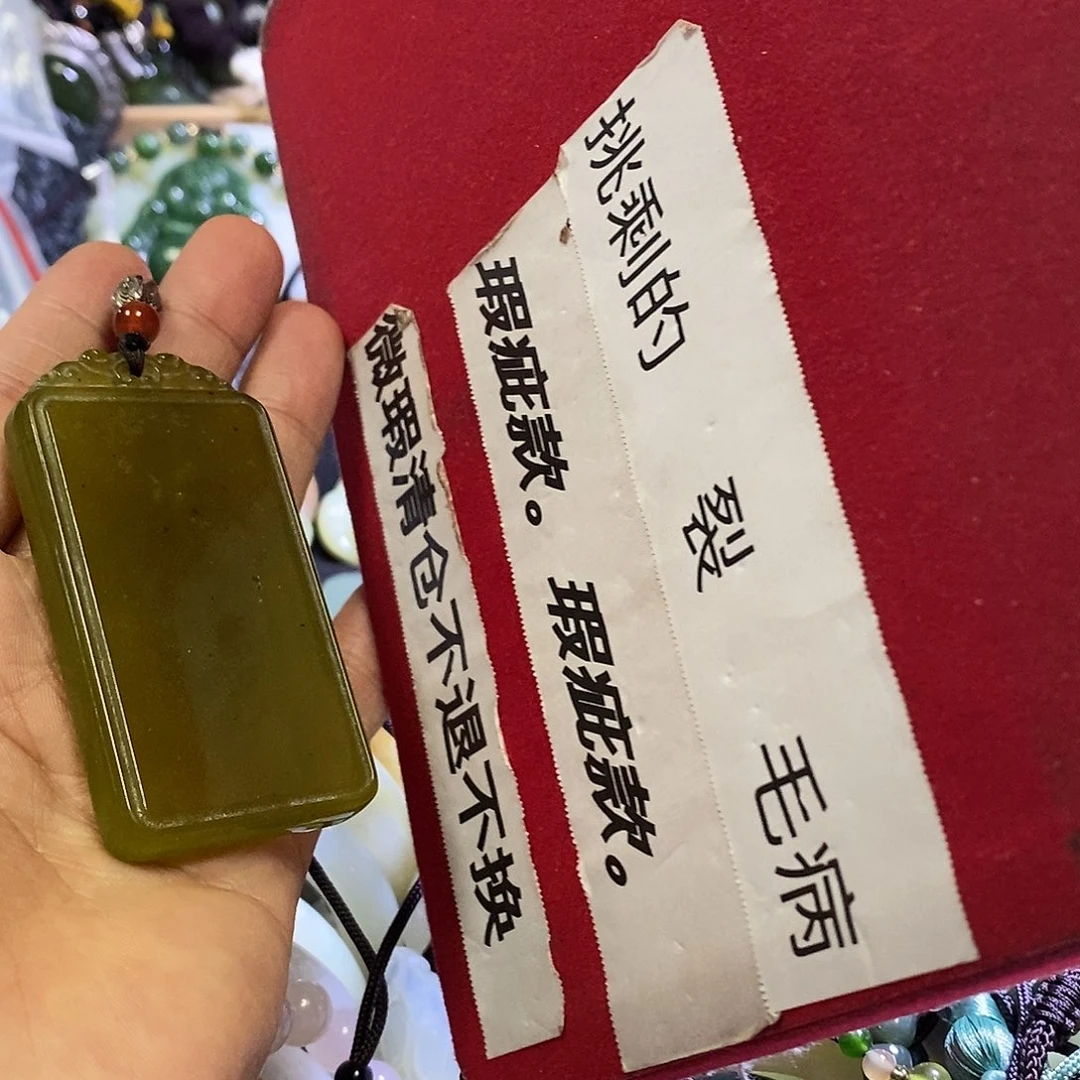 挑剩的 裂 毛病
瑕疵款。 瑕疵款。
微瑕清仓不退不换